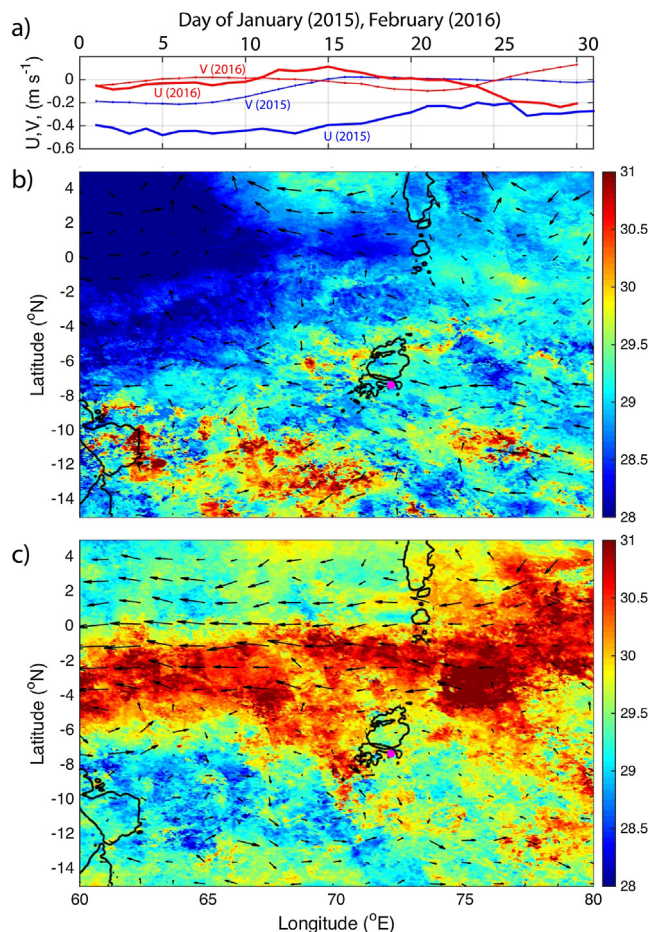 a)
Day of January (2015), February (2016)
0 5 10 15 20 25 30
U,V, (m s⁻¹)
0
-0.2
-0.4
-0.6
V (2016)
U (2016)
V (2015)
U (2015)
b)
Latitude (ᵒN)
4
2
0
-2
-4
-6
-8
-10
-12
-14
31
30.5
30
29.5
29
28.5
28
c)
Latitude (ᵒN)
4
2
0
-2
-4
-6
-8
-10
-12
-14
31
30.5
30
29.5
29
28.5
28
60 65 70 75 80
Longitude (ᵒE)